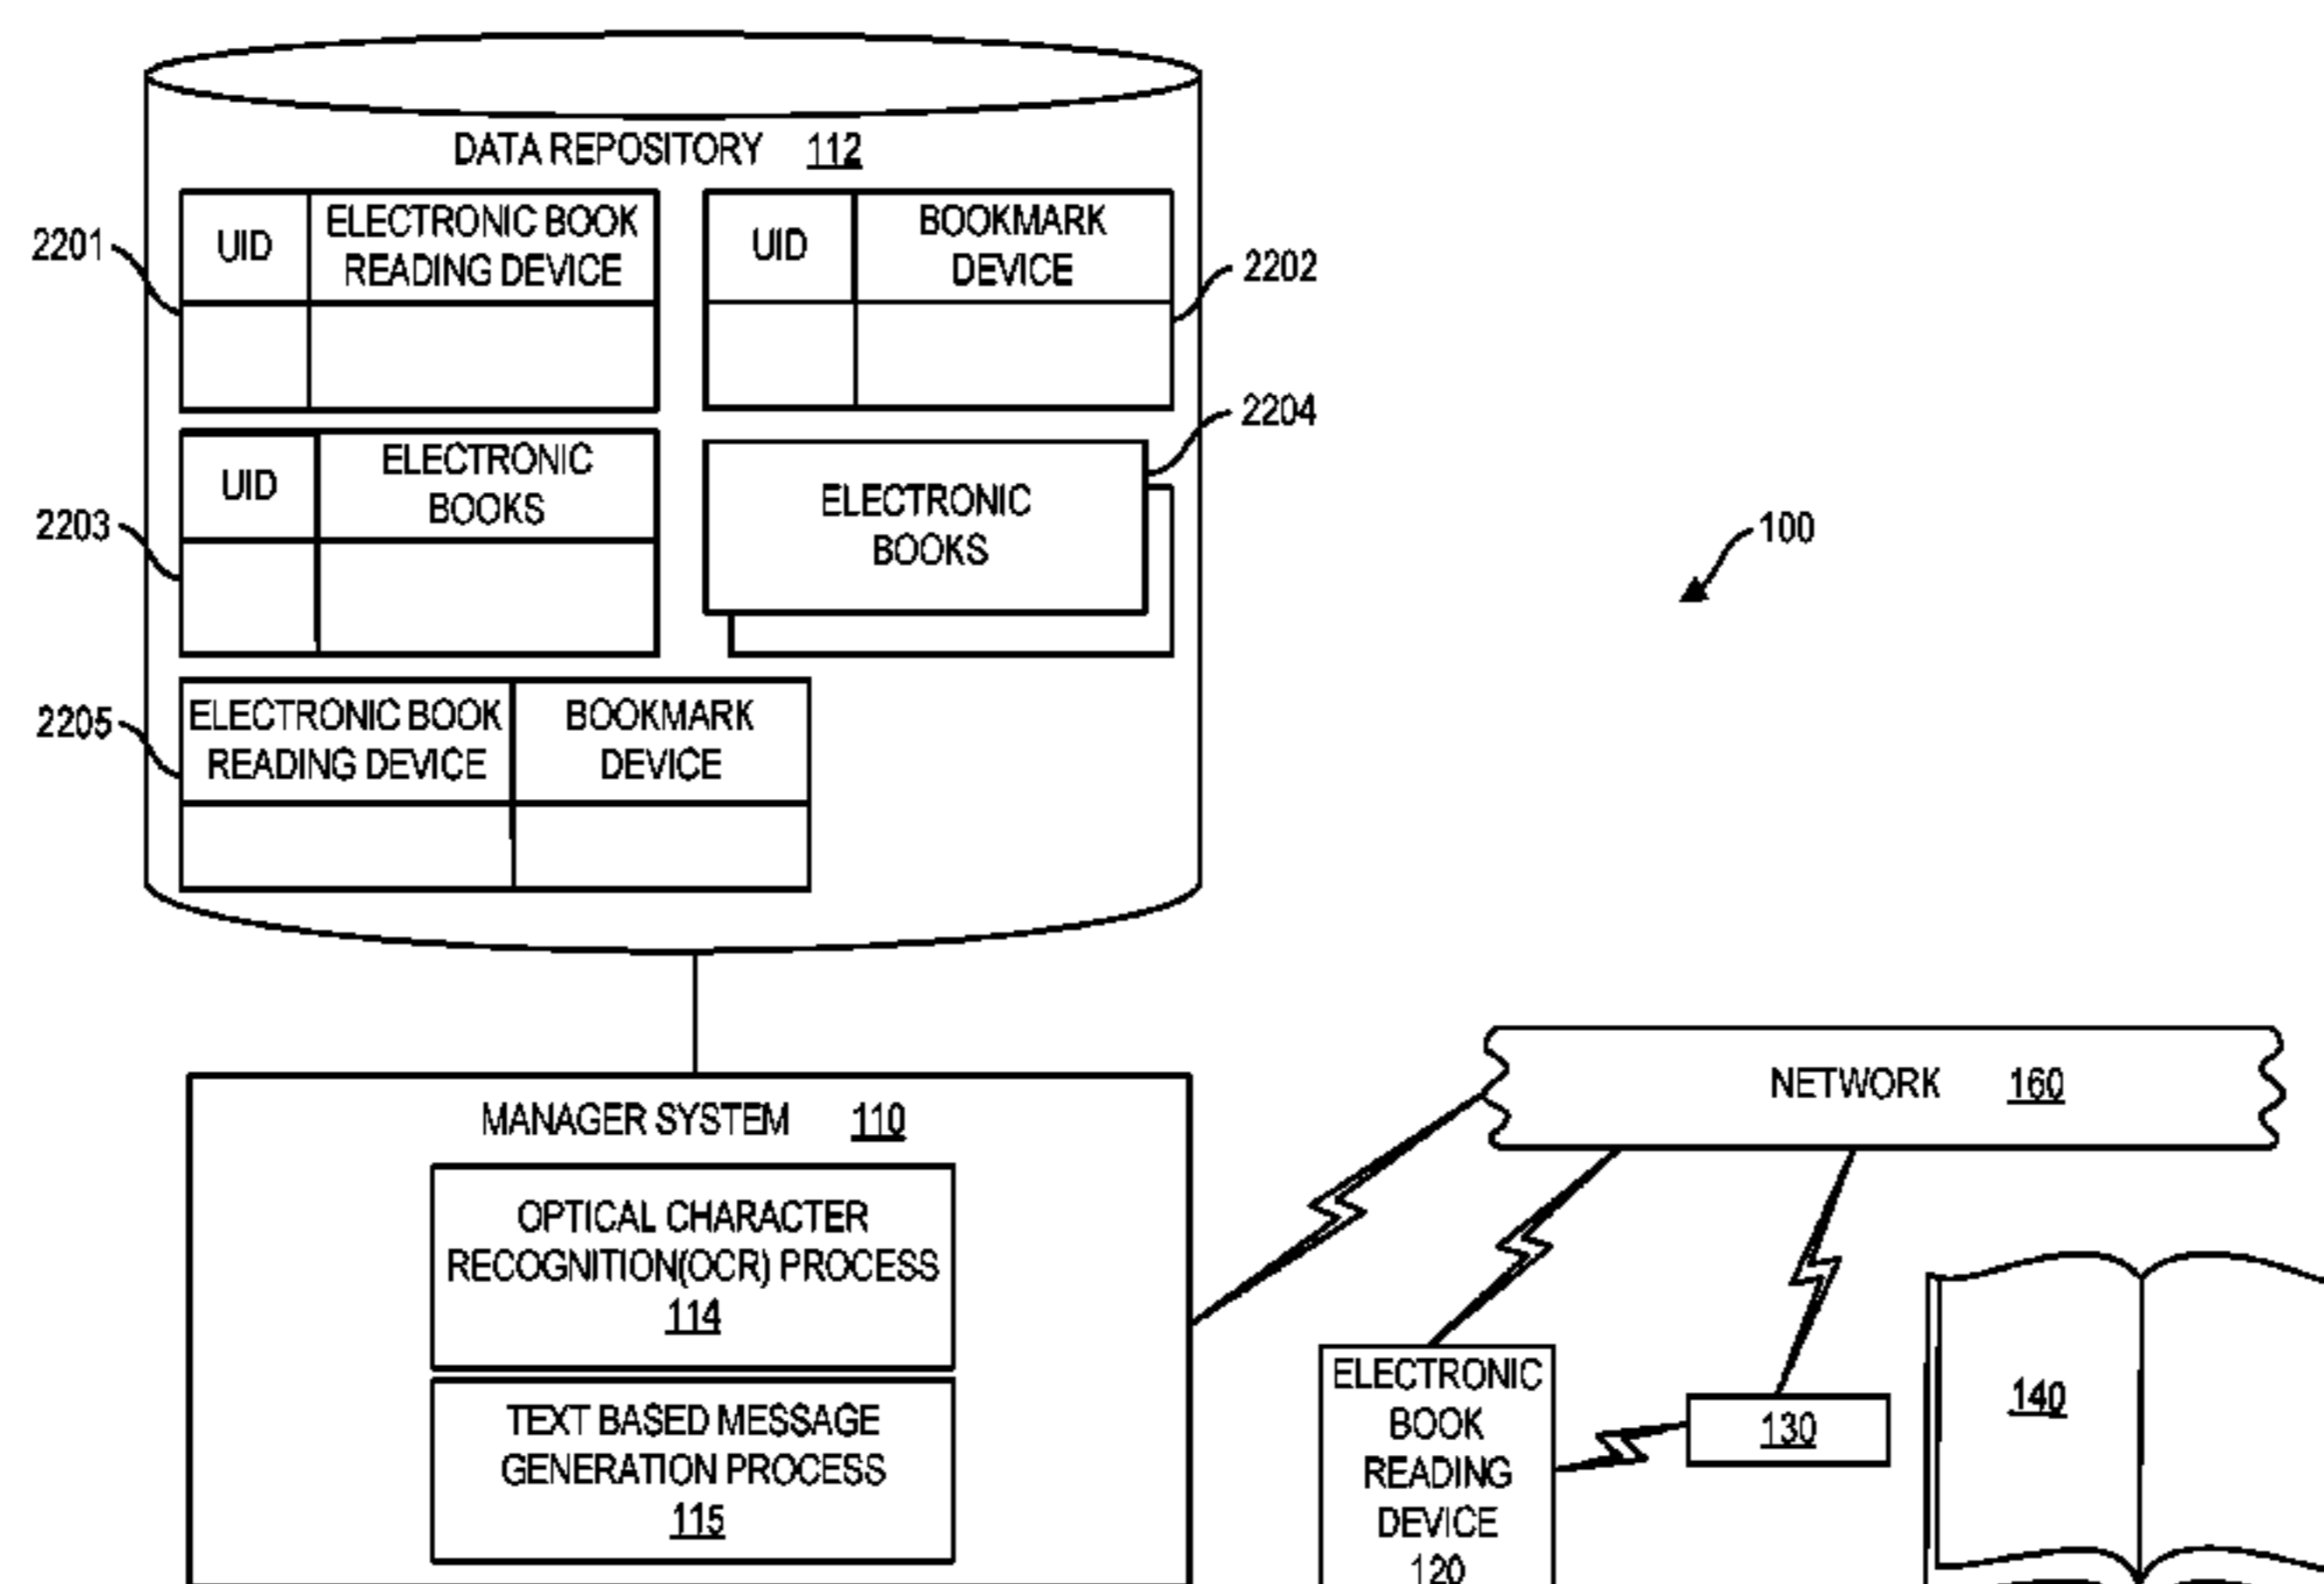 DATA REPOSITORY 112
2201
UID
ELECTRONIC BOOK
READING DEVICE
UID
BOOKMARK
DEVICE
2202
2203
UID
ELECTRONIC
BOOKS
2204
ELECTRONIC
BOOKS
100
2205
ELECTRONIC BOOK
READING DEVICE
BOOKMARK
DEVICE
MANAGER SYSTEM 110
OPTICAL CHARACTER
RECOGNITION(OCR) PROCESS
114
TEXT BASED MESSAGE
GENERATION PROCESS
115
NETWORK 160
ELECTRONIC
BOOK
READING
DEVICE
120
130
140